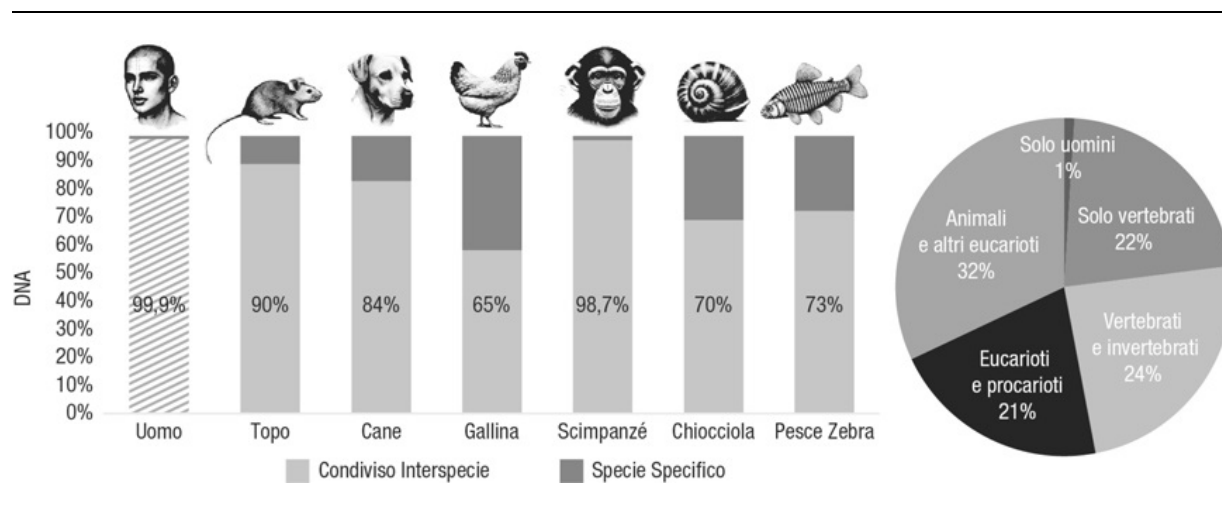 100%
90%
80%
70%
60%
50%
40%
30%
20%
10%
0%
DNA
99,9%
90%
84%
65%
98,7%
70%
73%
Uomo
Topo
Cane
Gallina
Scimpanzé
Chiocciola
Pesce Zebra
Condiviso Interspecie
Specie Specifico
Solo uomini
1%
Solo vertebrati
22%
Vertebrati
e invertebrati
24%
Eucarioti
e procarioti
21%
Animali
e altri eucarioti
32%